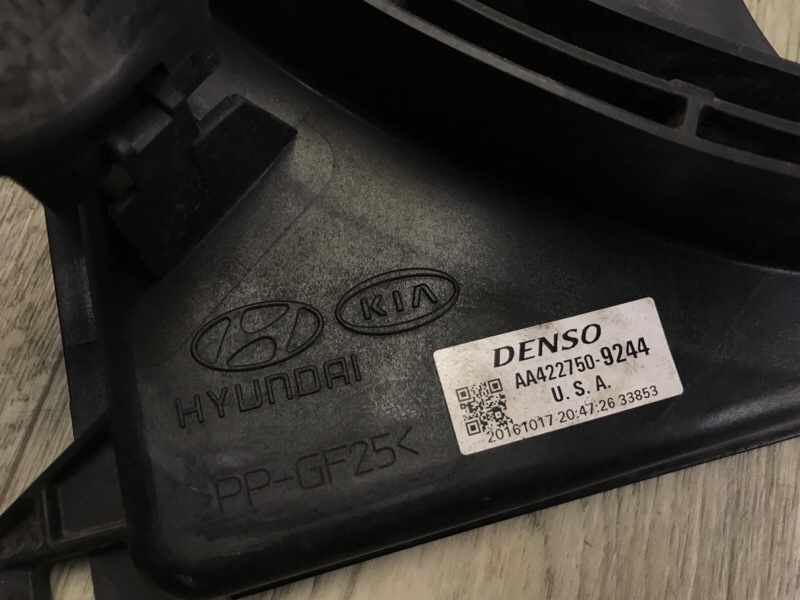 KIA
HYUNDAI
>PP-GF25<
DENSO
AA422750-9244
U.S.A.
20161017 20:47:26 33853